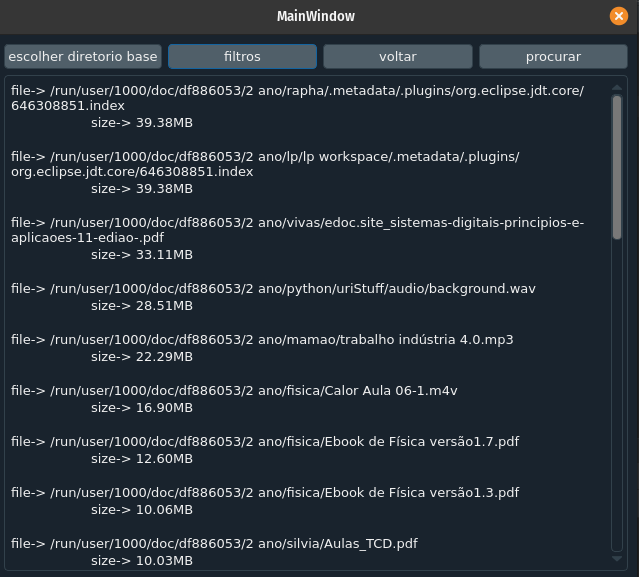 MainWindow
escolher diretorio base
filtros
voltar
procurar
file-> /run/user/1000/doc/df886053/2 ano/rapha/.metadata/.plugins/org.eclipse.jdt.core/
646308851.index
size-> 39.38MB
file-> /run/user/1000/doc/df886053/2 ano/lp/lp workspace/.metadata/.plugins/
org.eclipse.jdt.core/646308851.index
size-> 39.38MB
file-> /run/user/1000/doc/df886053/2 ano/vivas/edoc.site_sistemas-digitais-principios-e-
aplicaoes-11-ediao-.pdf
size-> 33.11MB
file-> /run/user/1000/doc/df886053/2 ano/python/uriStuff/audio/background.wav
size-> 28.51MB
file-> /run/user/1000/doc/df886053/2 ano/mamao/trabalho indústria 4.0.mp3
size-> 22.29MB
file-> /run/user/1000/doc/df886053/2 ano/fisica/Calor Aula 06-1.m4v
size-> 16.90MB
file-> /run/user/1000/doc/df886053/2 ano/fisica/Ebook de Física versão1.7.pdf
size-> 12.60MB
file-> /run/user/1000/doc/df886053/2 ano/fisica/Ebook de Física versão1.3.pdf
size-> 10.06MB
file-> /run/user/1000/doc/df886053/2 ano/silvia/Aulas_TCD.pdf
size-> 10.03MB